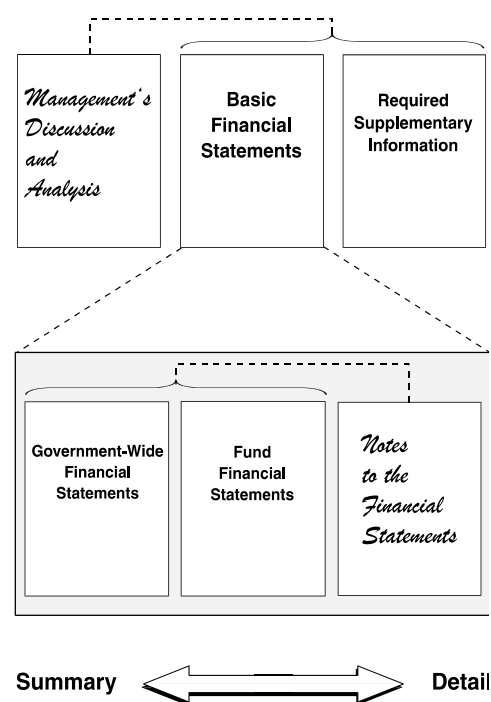 Management's
Discussion
and
Analysis
Basic
Financial
Statements
Required
Supplementary
Information
Government-Wide
Financial
Statements
Fund
Financial
Statements
Notes
to the
Financial
Statements
Summary
Detail